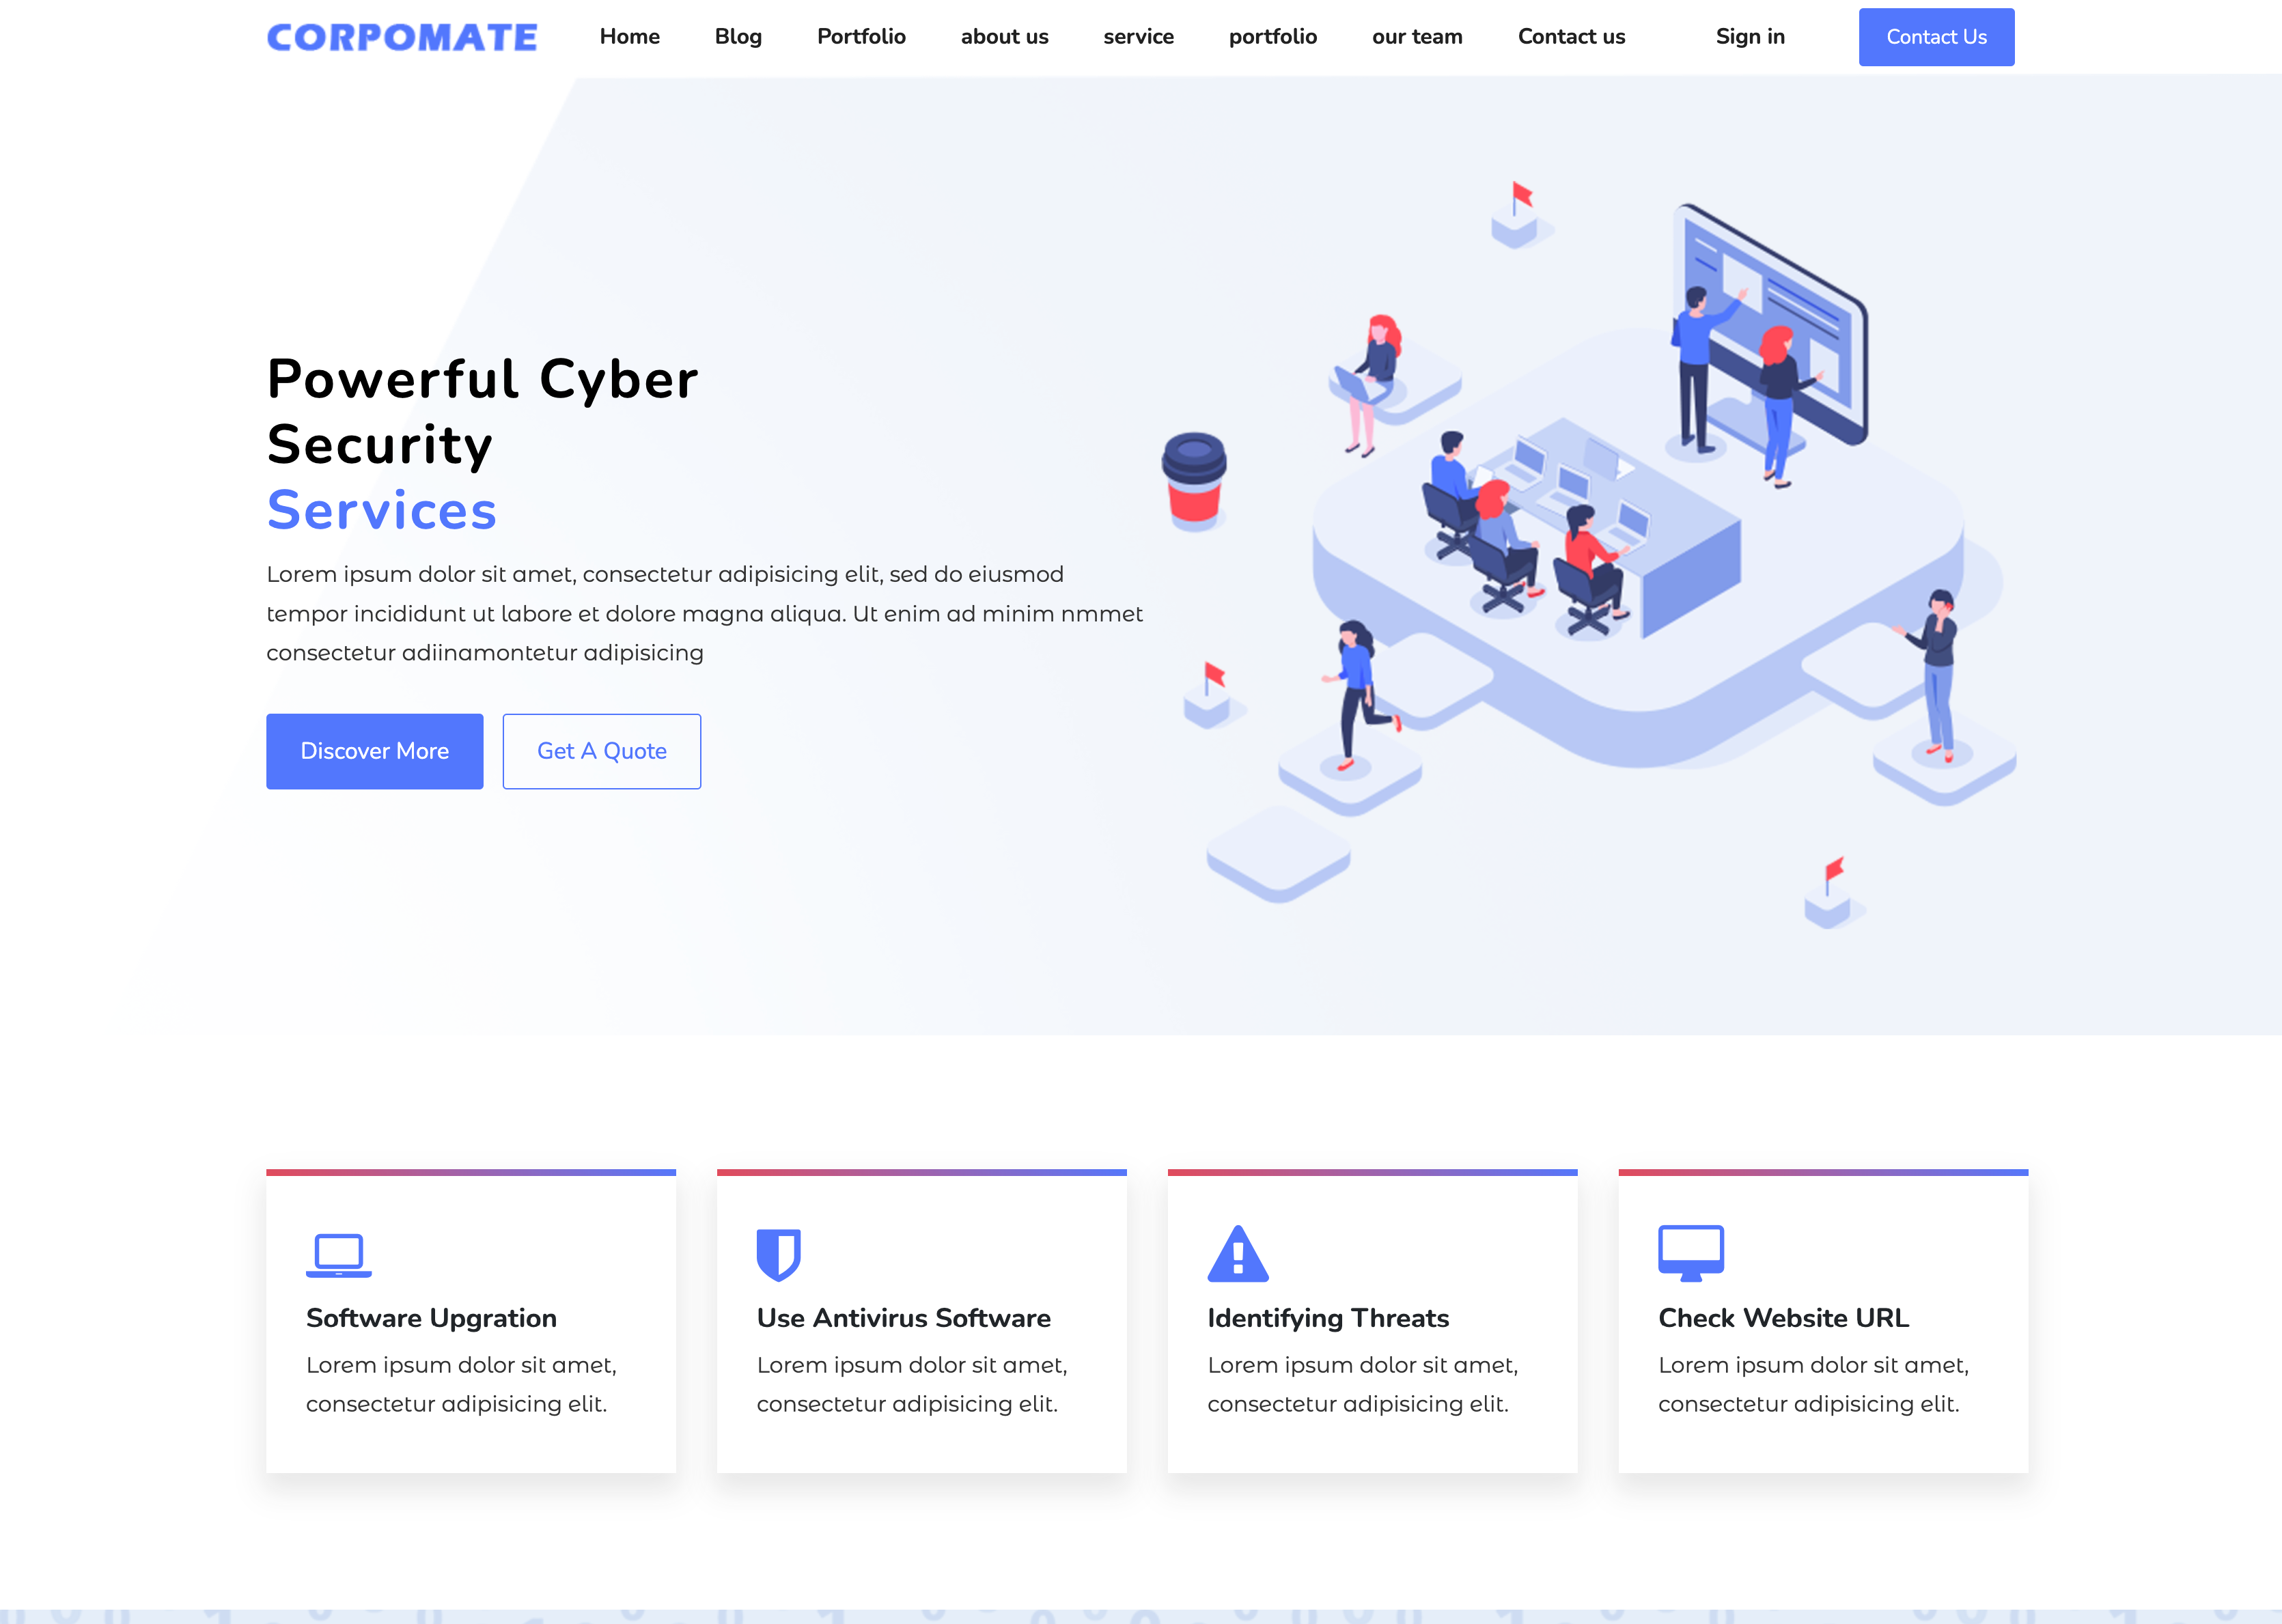 CORPOMATE Home Blog Portfolio about us service portfolio our team Contact us Sign in Contact Us
Powerful Cyber
Security
Services
Lorem ipsum dolor sit amet, consectetur adipisicing elit, sed do eiusmod
tempor incididunt ut labore et dolore magna aliqua. Ut enim ad minim nmmet
consectetur adiinamontetur adipisicing
Discover More Get A Quote
Software Upgration
Lorem ipsum dolor sit amet,
consectetur adipisicing elit.
Use Antivirus Software
Lorem ipsum dolor sit amet,
consectetur adipisicing elit.
Identifying Threats
Lorem ipsum dolor sit amet,
consectetur adipisicing elit.
Check Website URL
Lorem ipsum dolor sit amet,
consectetur adipisicing elit.